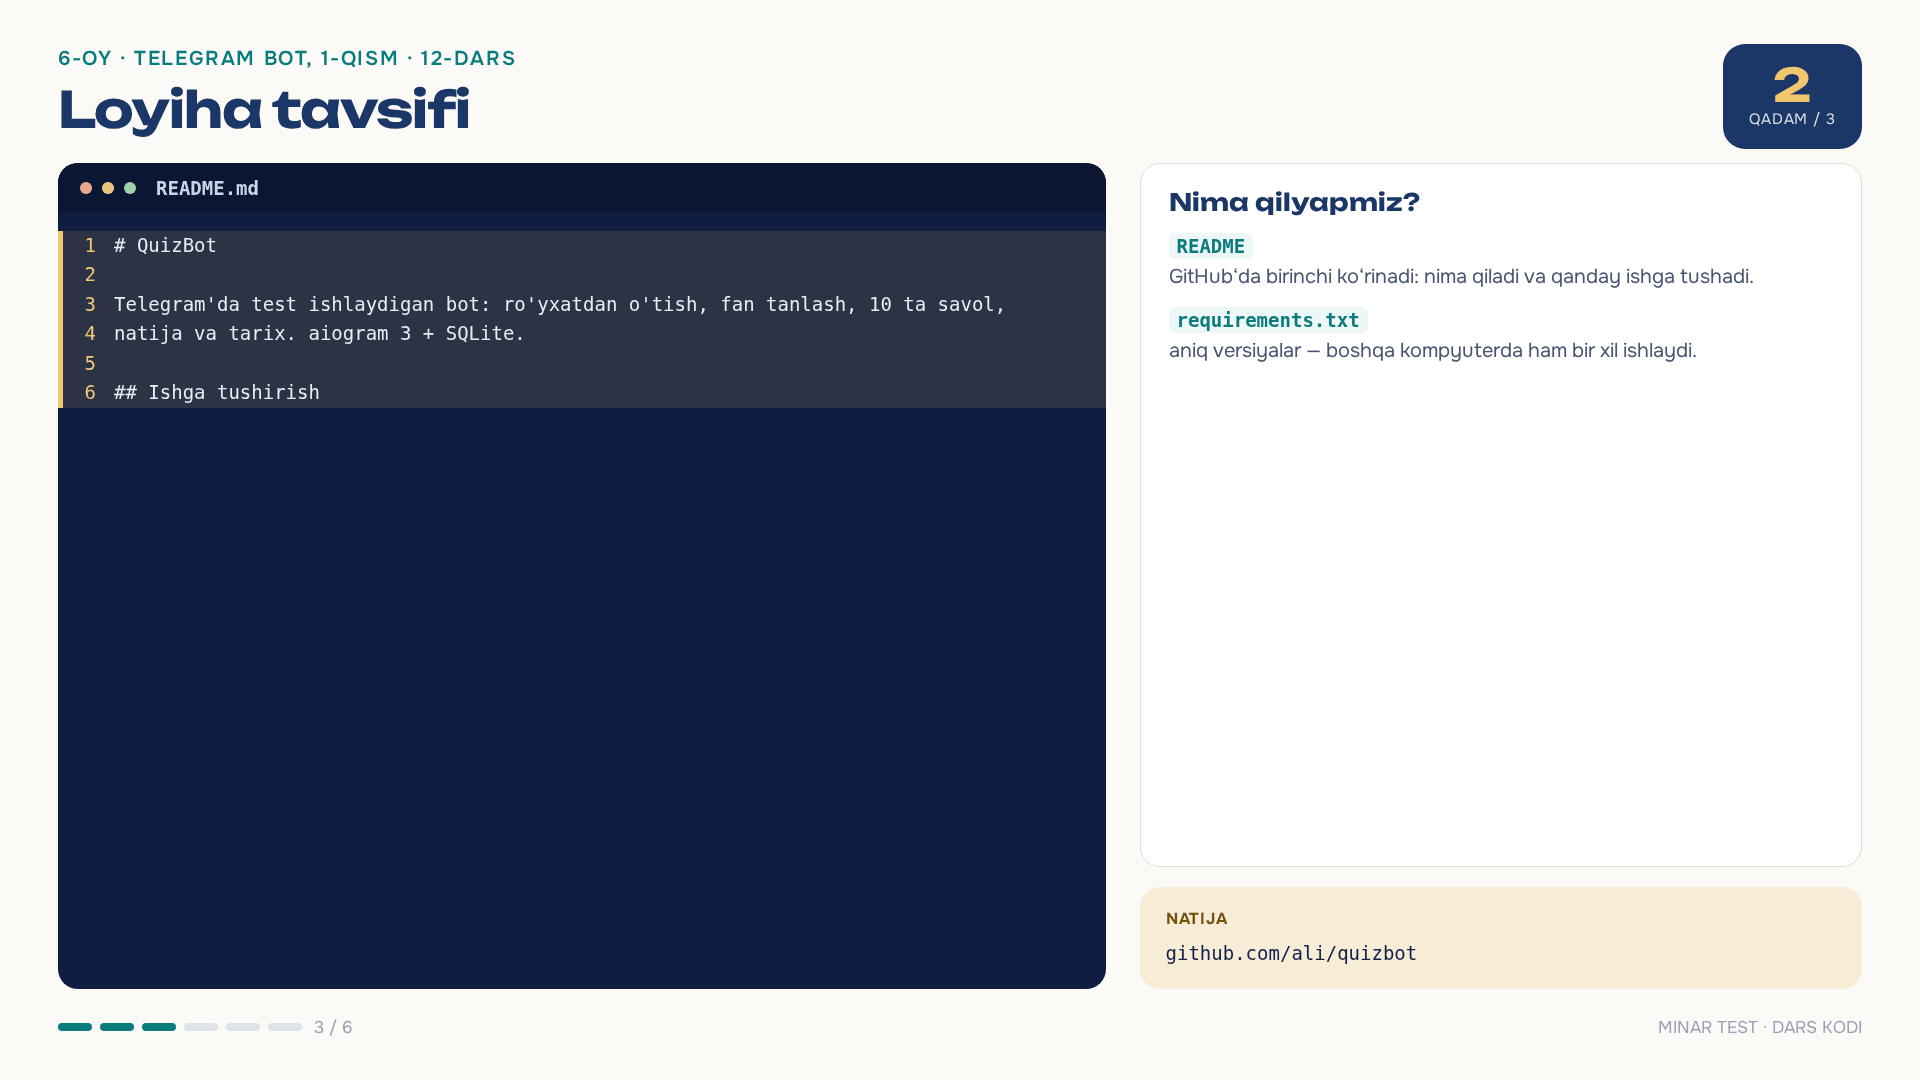 6-OY · TELEGRAM BOT, 1-QISM · 12-DARS
Loyiha tavsifi
2
QADAM / 3
README.md
1 # QuizBot
2
3 Telegram'da test ishlaydigan bot: ro'yxatdan o'tish, fan tanlash, 10 ta savol,
4 natija va tarix. aiogram 3 + SQLite.
5
6 ## Ishga tushirish
Nima qilyapmiz?
README
GitHub‘da birinchi ko‘rinadi: nima qiladi va qanday ishga tushadi.
requirements.txt
aniq versiyalar — boshqa kompyuterda ham bir xil ishlaydi.
NATIJA
github.com/ali/quizbot
3 / 6
MINAR TEST · DARS KODI